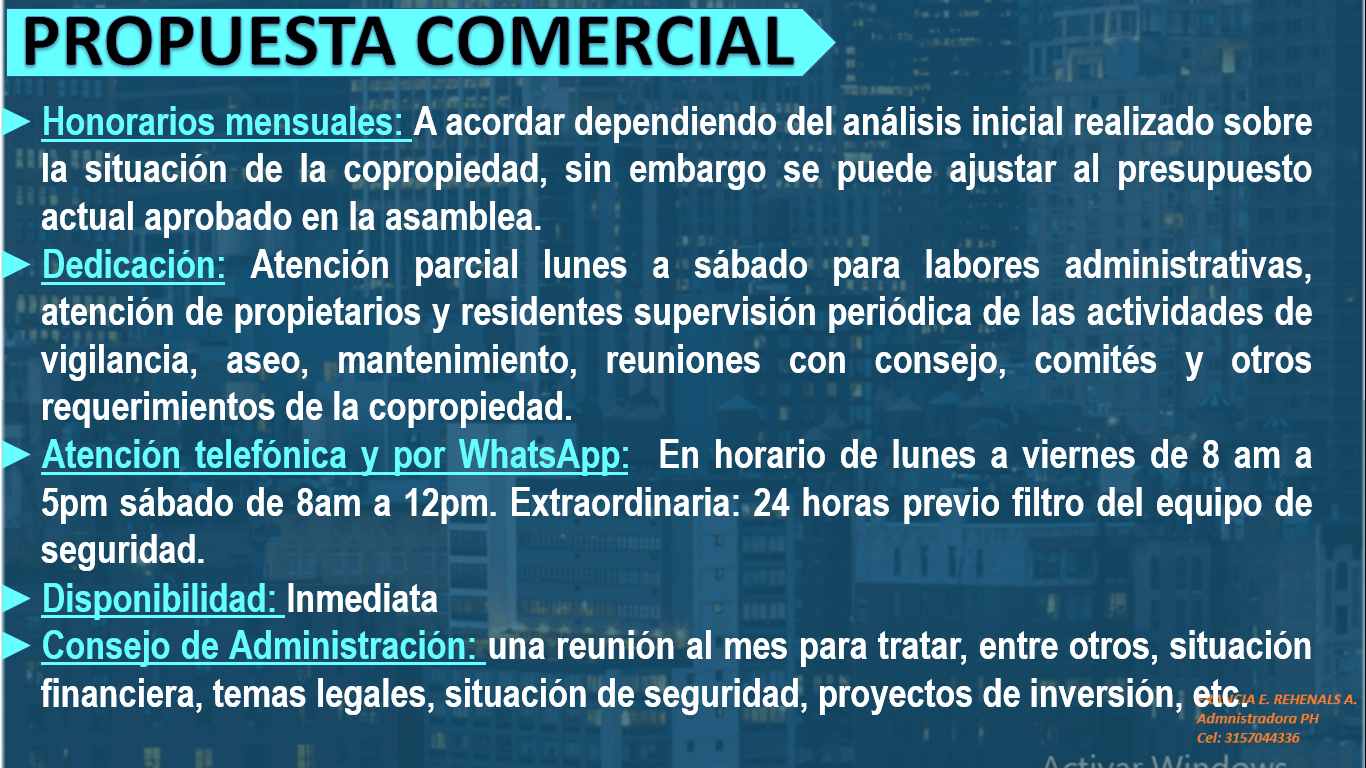 PROPUESTA COMERCIAL
Honorarios mensuales: A acordar dependiendo del análisis inicial realizado sobre
la situación de la copropiedad, sin embargo se puede ajustar al presupuesto
actual aprobado en la asamblea.
Dedicación: Atención parcial lunes a sábado para labores administrativas,
atención de propietarios y residentes supervisión periódica de las actividades de
vigilancia, aseo, mantenimiento, reuniones con consejo, comités y otros
requerimientos de la copropiedad.
Atención telefónica y por WhatsApp: En horario de lunes a viernes de 8 am a
5pm sábado de 8am a 12pm. Extraordinaria: 24 horas previo filtro del equipo de
seguridad.
Disponibilidad: Inmediata
Consejo de Administración: una reunión al mes para tratar, entre otros, situación
financiera, temas legales, situación de seguridad, proyectos de inversión, etc.
E. REHENALS A.
Admnistradora PH
Cel: 3157044336
Activar Windows